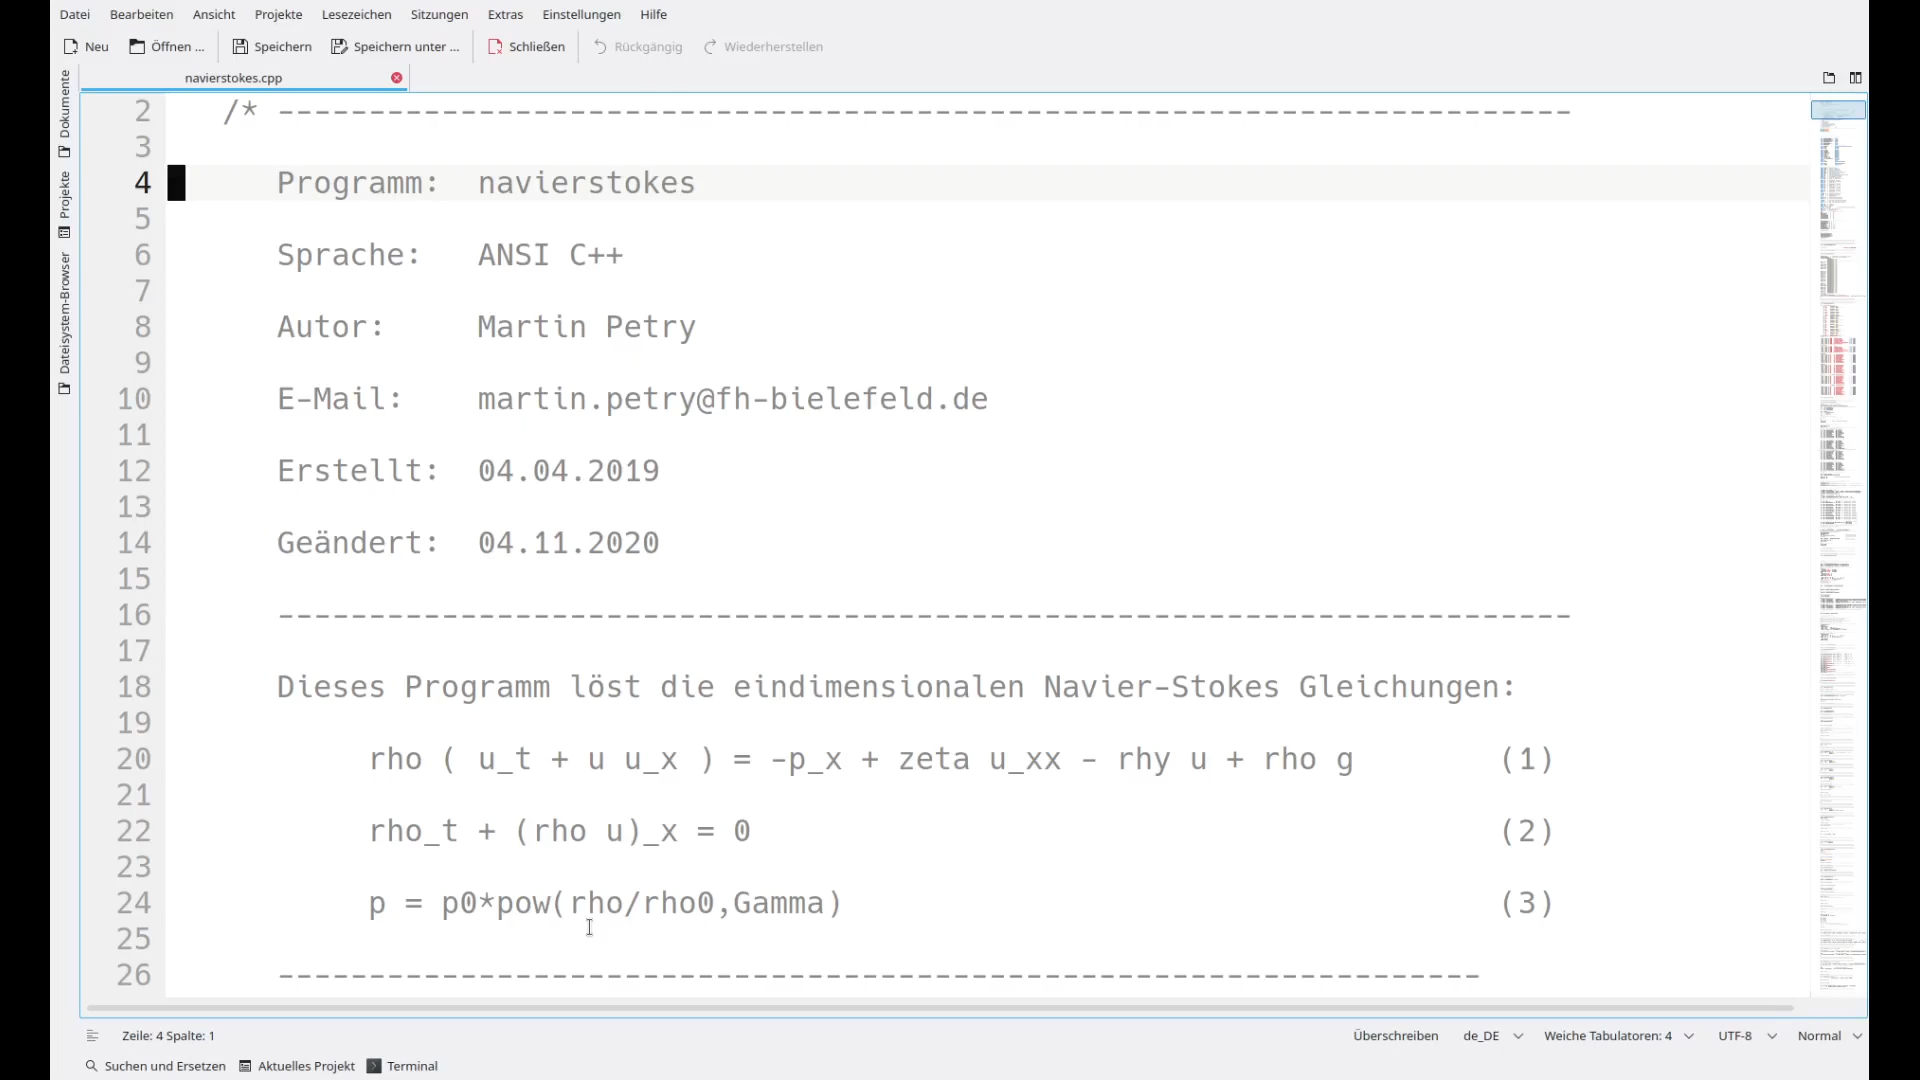 Datei Bearbeiten Ansicht Projekte Lesezeichen Sitzungen Extras Einstellungen Hilfe
Neu Öffnen ... Speichern Speichern unter ... Schließen Rückgängig Wiederherstellen
navierstokes.cpp
Dokumente
Projekte
Dateisystem-Browser
2 /* -----------------------------------------------------------------------
3
4 Programm: navierstokes
5
6 Sprache: ANSI C++
7
8 Autor: Martin Petry
9
10 E-Mail: martin.petry@fh-bielefeld.de
11
12 Erstellt: 04.04.2019
13
14 Geändert: 04.11.2020
15
16 -----------------------------------------------------------------------
17
18 Dieses Programm löst die eindimensionalen Navier-Stokes Gleichungen:
19
20 rho ( u_t + u u_x ) = -p_x + zeta u_xx - rhy u + rho g (1)
21
22 rho_t + (rho u)_x = 0 (2)
23
24 p = p0*pow(rho/rho0,Gamma) (3)
25
26 ------------------------------------------------------------------
Zeile: 4 Spalte: 1 Überschreiben de_DE Weiche Tabulatoren: 4 UTF-8 Normal
Suchen und Ersetzen Aktuelles Projekt Terminal